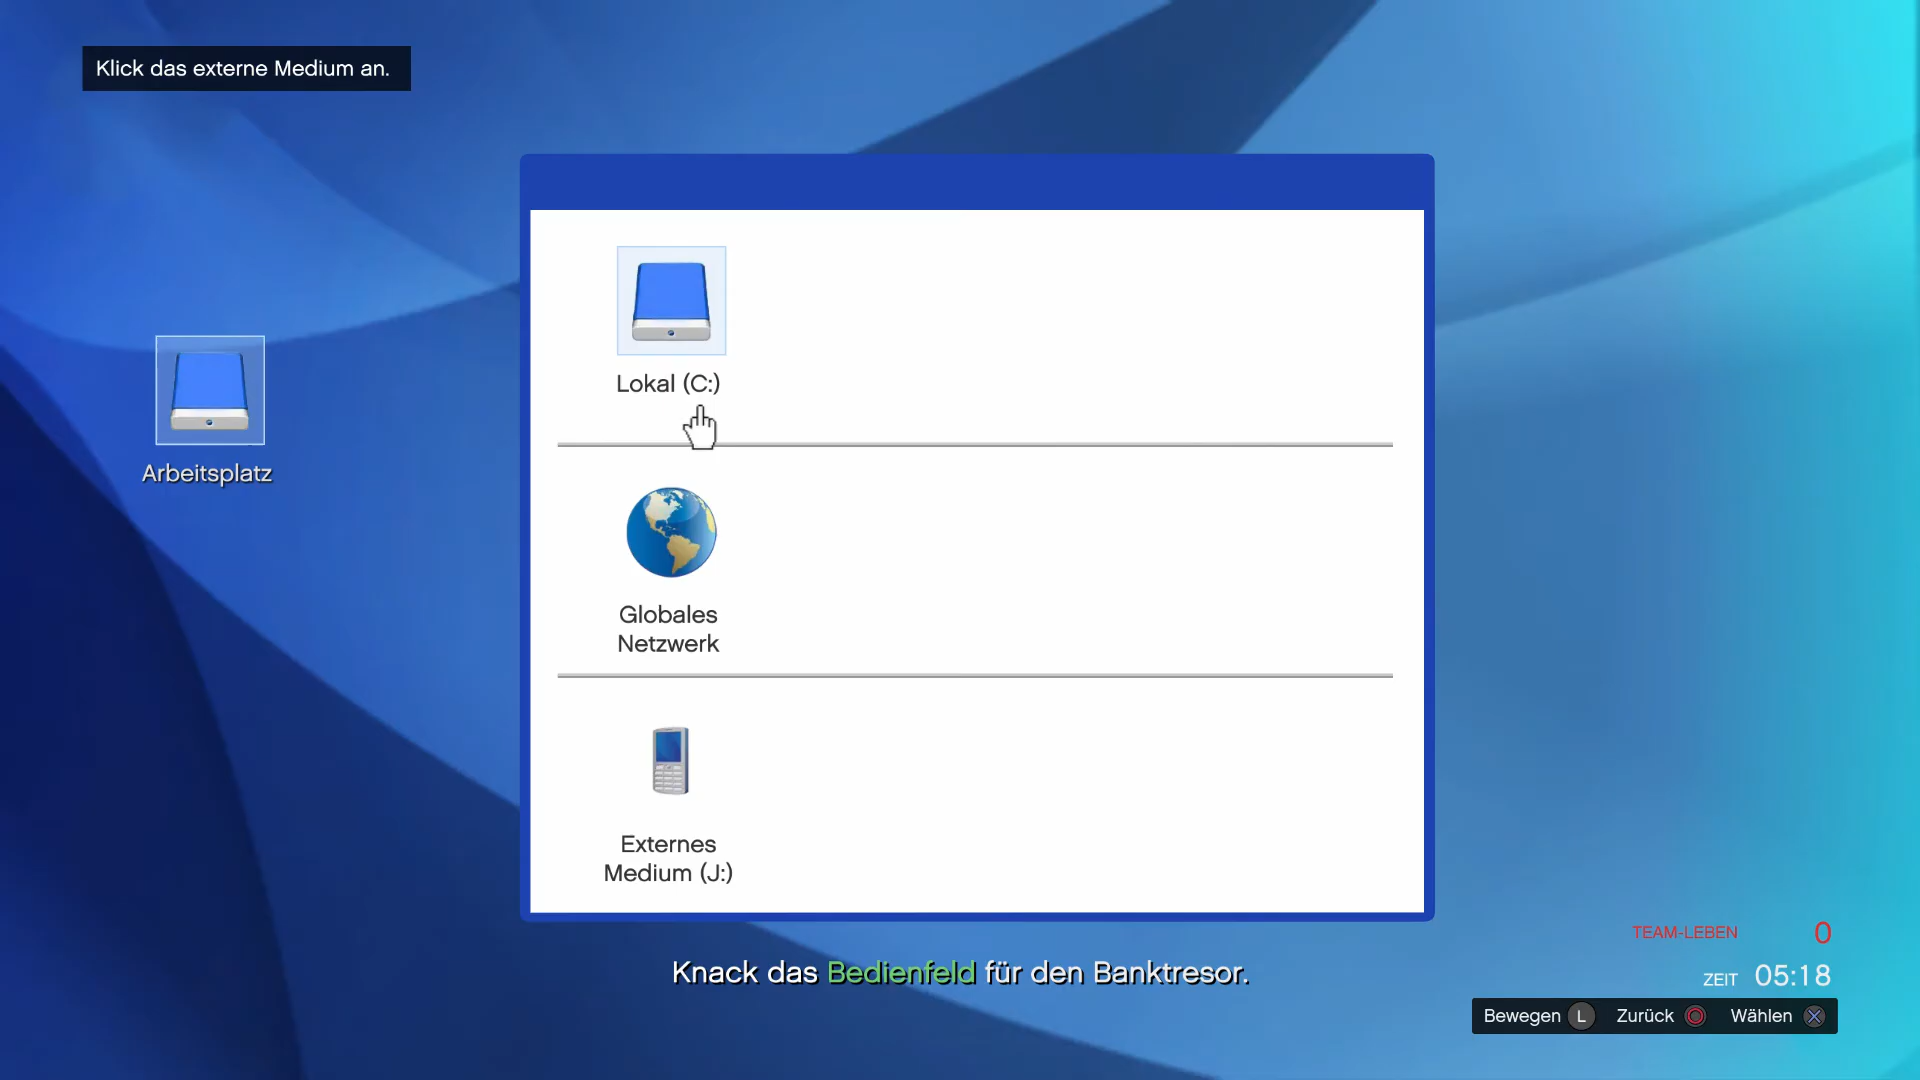 Klick das externe Medium an.
Lokal (C:)
Arbeitsplatz
Globales
Netzwerk
Externes
Medium (J:)
Knack das Bedienfeld für den Banktresor.
TEAM-LEBEN 0
ZEIT 05:18
Bewegen L Zurück Wählen